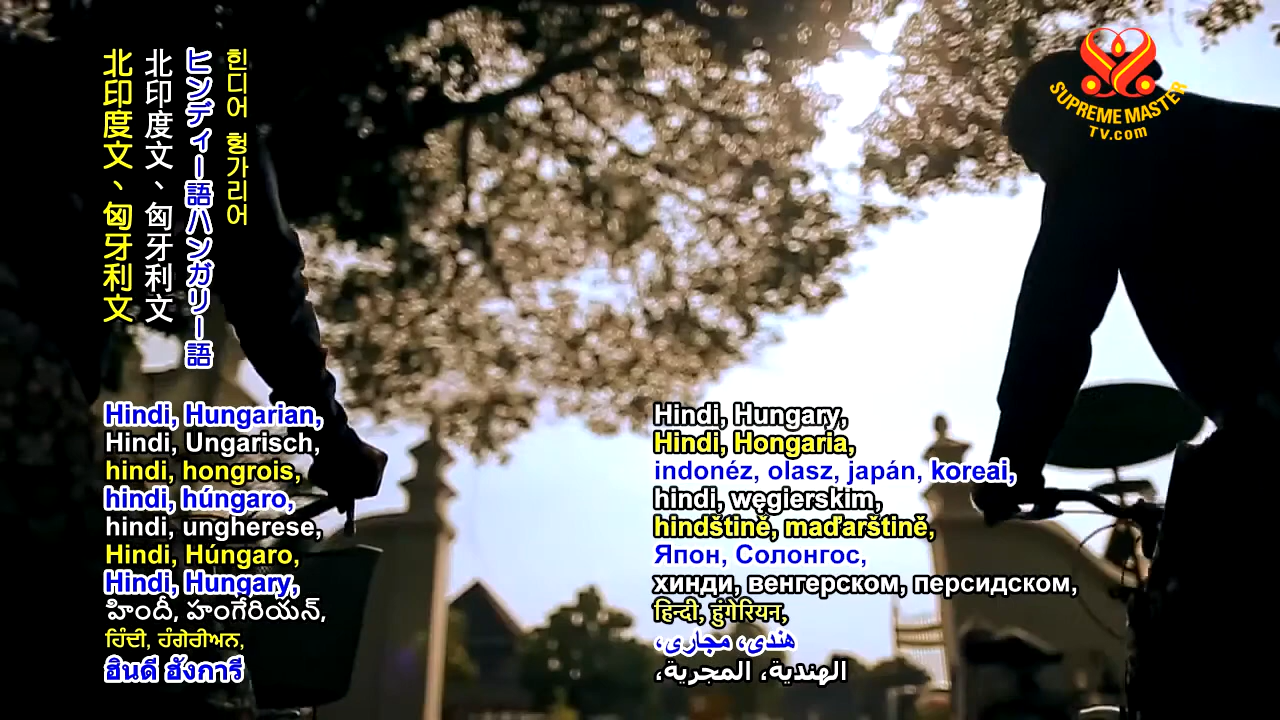 힌디어 헝가리어
ヒンディー語ハンガリー語
北印度文、匈牙利文
北印度文、匈牙利文
SUPREME MASTER
TV.com
Hindi, Hungarian,
Hindi, Ungarisch,
hindi, hongrois,
hindi, húngaro,
hindi, ungherese,
Hindi, Húngaro,
Hindi, Hungary,
హిందీ, హంగేరియన్,
ਹਿੰਦੀ, ਹੰਗੇਰੀਅਨ,
ฮินดี ฮังการี
Hindi, Hungary,
Hindi, Hongaria,
indonéz, olasz, japán, koreai,
hindi, węgierskim,
hindštině, maďarštině,
Япон, Солонгос,
хинди, венгерском, персидском,
हिन्दी, हुंगेरियन,
هندی، مجاری،
الهندية، المجرية،